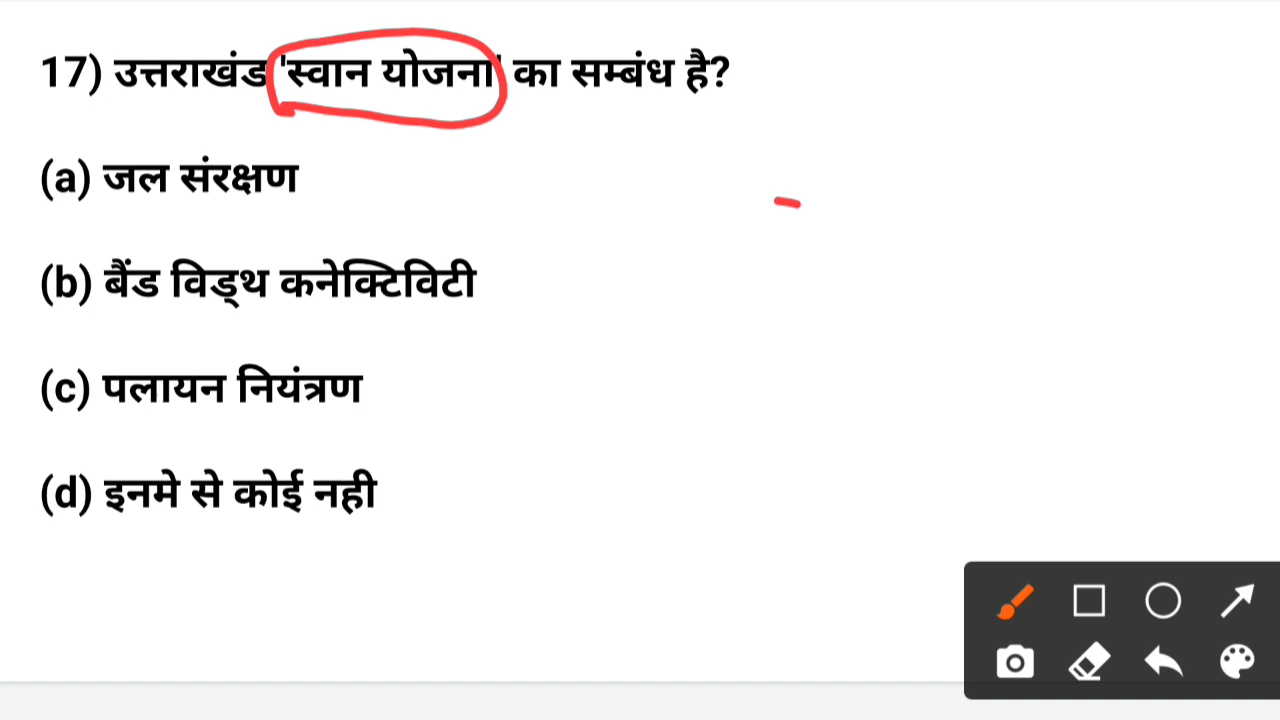 17) उत्तराखंड 'स्वान योजना' का सम्बंध है?
(a) जल संरक्षण
(b) बैंड विड्थ कनेक्टिविटी
(c) पलायन नियंत्रण
(d) इनमे से कोई नही